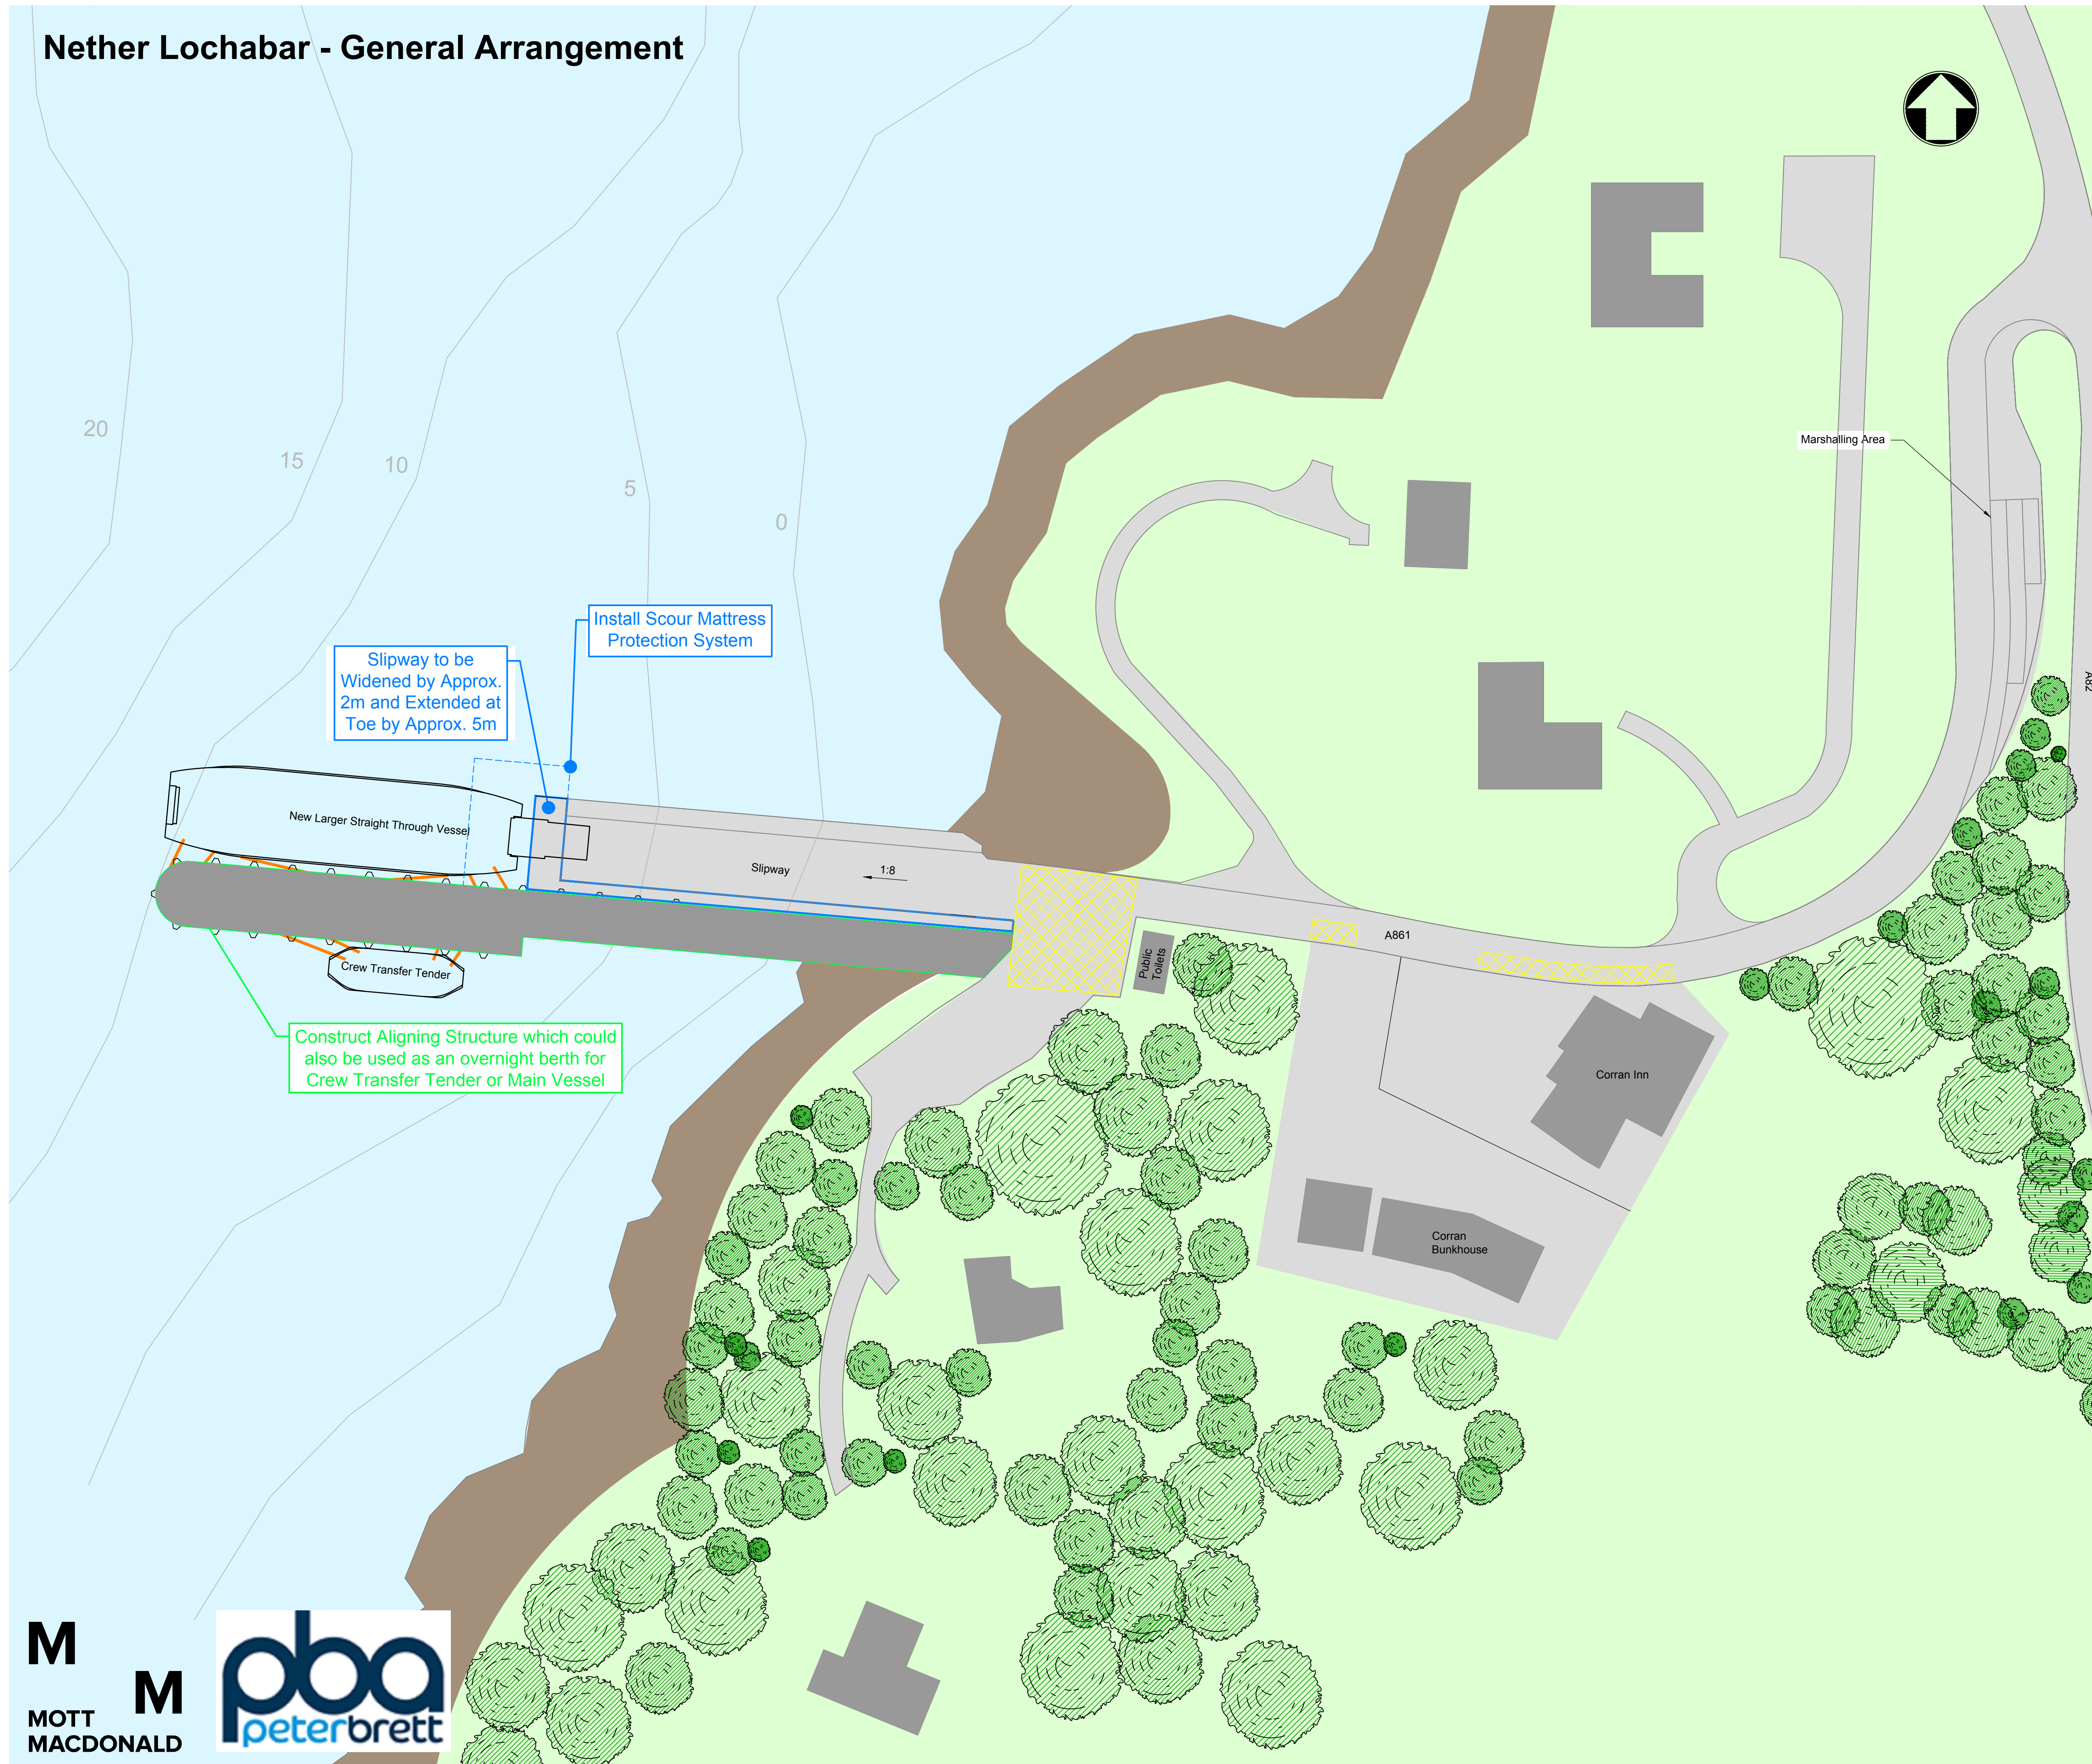 Nether Lochabar - General Arrangement
20
15
10
5
0
Marshalling Area
A82
Install Scour Mattress
Protection System
Slipway to be
Widened by Approx.
2m and Extended at
Toe by Approx. 5m
New Larger Straight Through Vessel
Slipway
1:8
A861
Public
Toilets
Crew Transfer Tender
Construct Aligning Structure which could
also be used as an overnight berth for
Crew Transfer Tender or Main Vessel
Corran Inn
Corran
Bunkhouse
M
M
MOTT
MACDONALD
pba
peterbrett